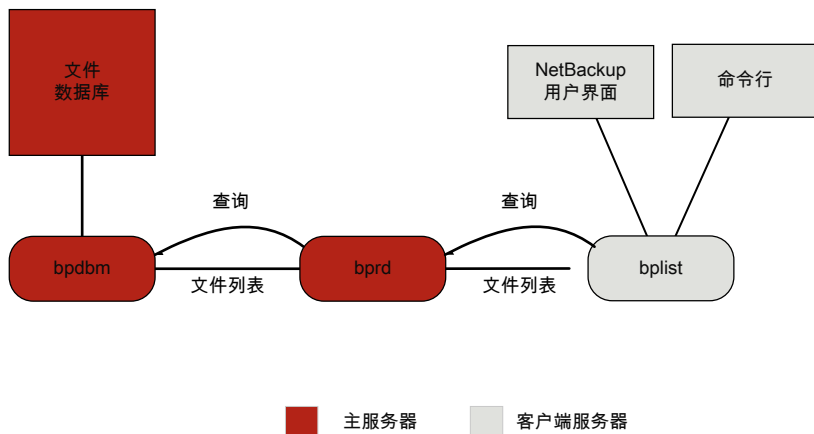 文件
数据库
NetBackup
用户界面
命令行
查询
查询
bpdbm
bprd
bplist
文件列表
文件列表
主服务器
客户端服务器